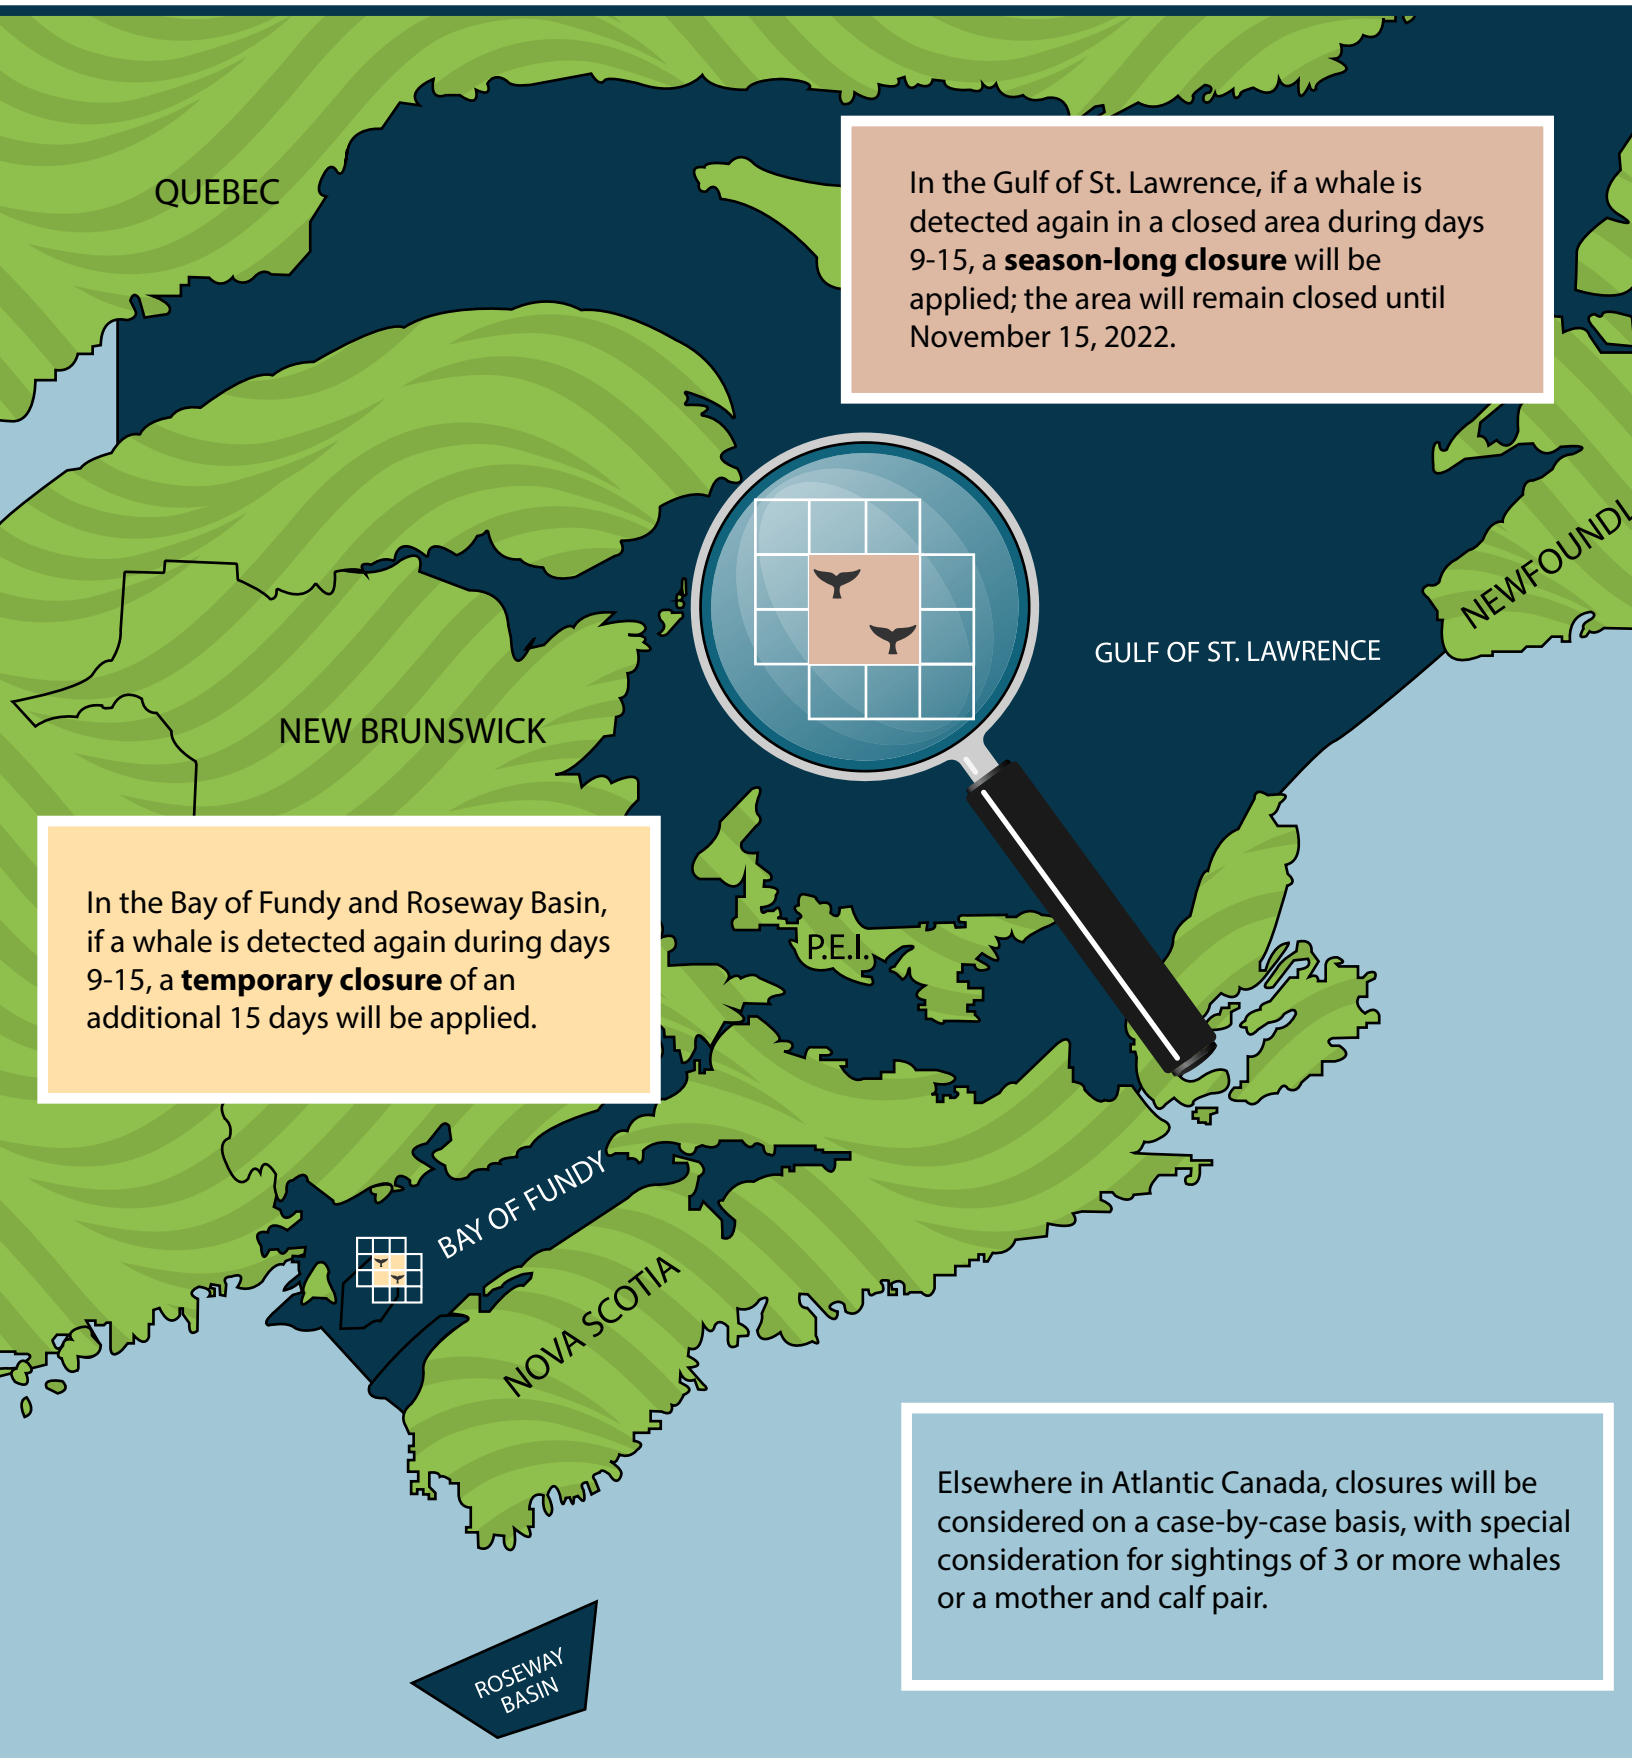 QUEBEC
In the Gulf of St. Lawrence, if a whale is
detected again in a closed area during days
9-15, a season-long closure will be
applied; the area will remain closed until
November 15, 2022.
NEWFOUNDL
GULF OF ST. LAWRENCE
NEW BRUNSWICK
In the Bay of Fundy and Roseway Basin,
if a whale is detected again during days
9-15, a temporary closure of an
additional 15 days will be applied.
P.E.I.
BAY OF FUNDY
NOVA SCOTIA
Elsewhere in Atlantic Canada, closures will be
considered on a case-by-case basis, with special
consideration for sightings of 3 or more whales
or a mother and calf pair.
ROSEWAY
BASIN